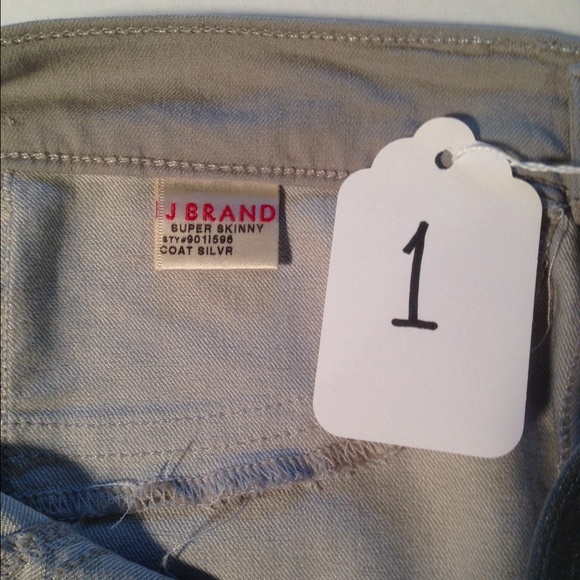 J BRAND
SUPER SKINNY
STY#901I596
COAT SILVR
1